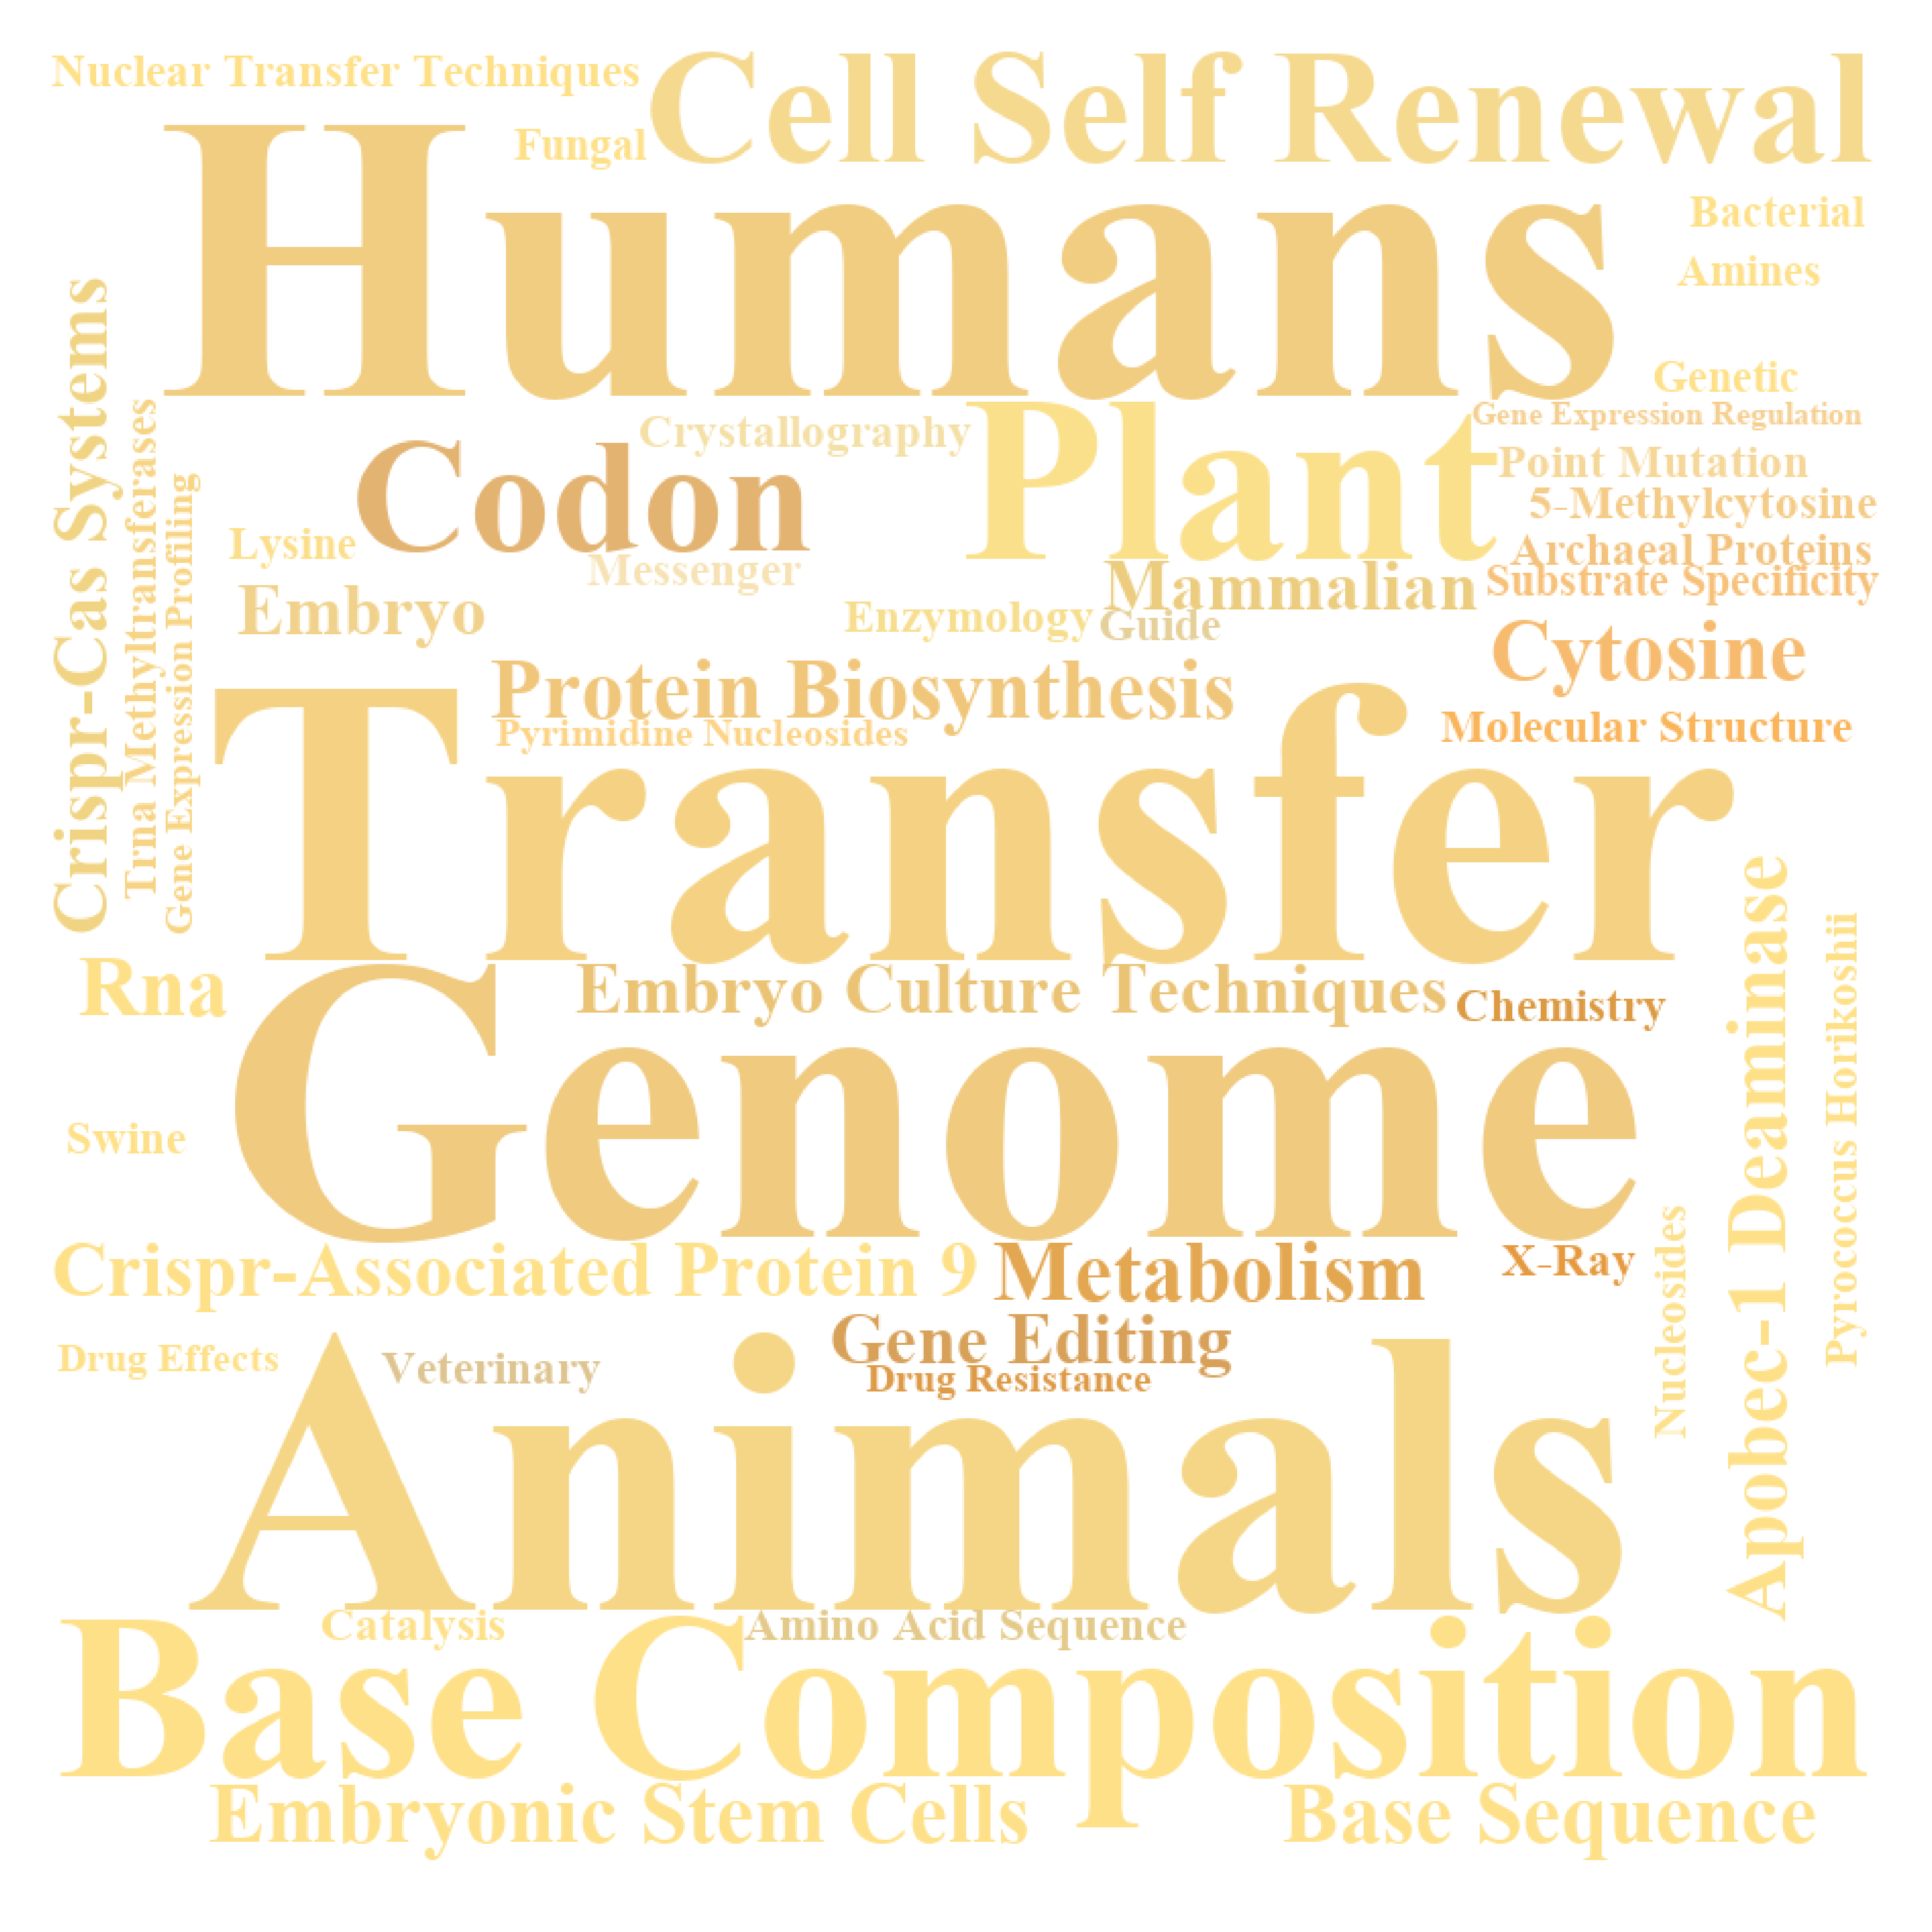 Nuclear Transfer Techniques
Cell Self Renewal
Fungal
Humans
Bacterial
Amines
Genetic
Gene Expression Regulation
Crystallography
Plant
Codon
Point Mutation
5-Methylcytosine
Lysine
Messenger
Archaeal Proteins
Substrate Specificity
Mammalian
Embryo
Enzymology
Guide
Cytosine
Protein Biosynthesis
Pyrimidine Nucleosides
Molecular Structure
Crispr-Cas Systems
Trna Methyltransferases
Gene Expression Profiling
Transfer
Rna
Embryo Culture Techniques
Chemistry
Genome
Swine
Apobec-1 Deaminase
Pyrococcus Horikoshii
Nucleosides
Crispr-Associated Protein 9
Metabolism
X-Ray
Gene Editing
Drug Effects
Veterinary
Drug Resistance
Animals
Catalysis
Amino Acid Sequence
Base Composition
Embryonic Stem Cells
Base Sequence